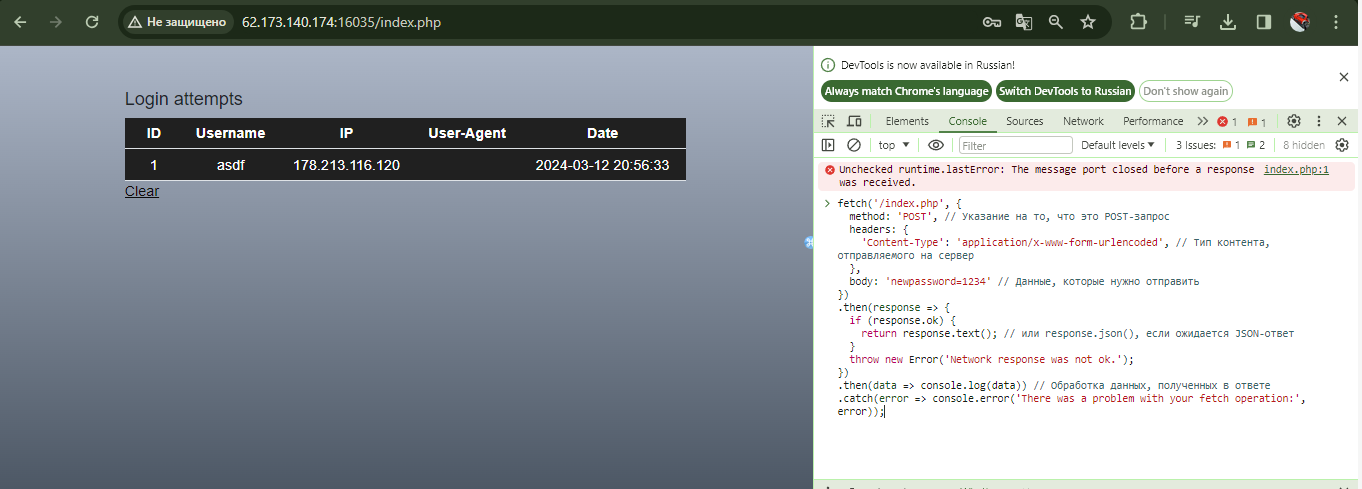 Не защищено 62.173.140.174:16035/index.php
DevTools is now available in Russian!
Always match Chrome's language Switch DevTools to Russian Don't show again
Elements Console Sources Network Performance 1 1
top Filter Default levels 3 Issues: 1 2 8 hidden
Login attempts
ID Username IP User-Agent Date
1 asdf 178.213.116.120 2024-03-12 20:56:33
Clear
Unchecked runtime.lastError: The message port closed before a response index.php:1
was received.
fetch('/index.php', {
method: 'POST', // Указание на то, что это POST-запрос
headers: {
'Content-Type': 'application/x-www-form-urlencoded', // Тип контента,
отправляемого на сервер
},
body: 'newpassword=1234' // Данные, которые нужно отправить
})
.then(response => {
if (response.ok) {
return response.text(); // или response.json(), если ожидается JSON-ответ
}
throw new Error('Network response was not ok.');
})
.then(data => console.log(data)) // Обработка данных, полученных в ответе
.catch(error => console.error('There was a problem with your fetch operation:',
error));